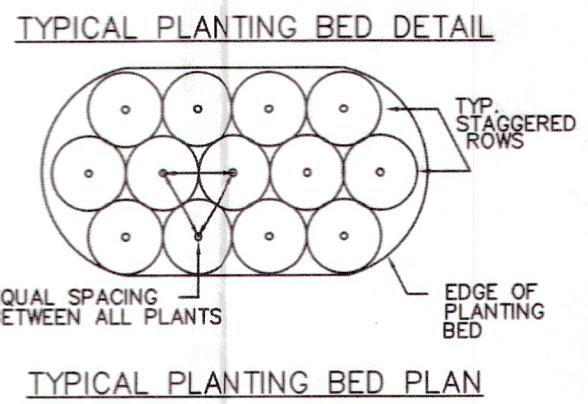 TYPICAL PLANTING BED DETAIL
TYP.
STAGGERED
ROWS
QUAL SPACING
ETWEEN ALL PLANTS
EDGE OF
PLANTING
BED
TYPICAL PLANTING BED PLAN